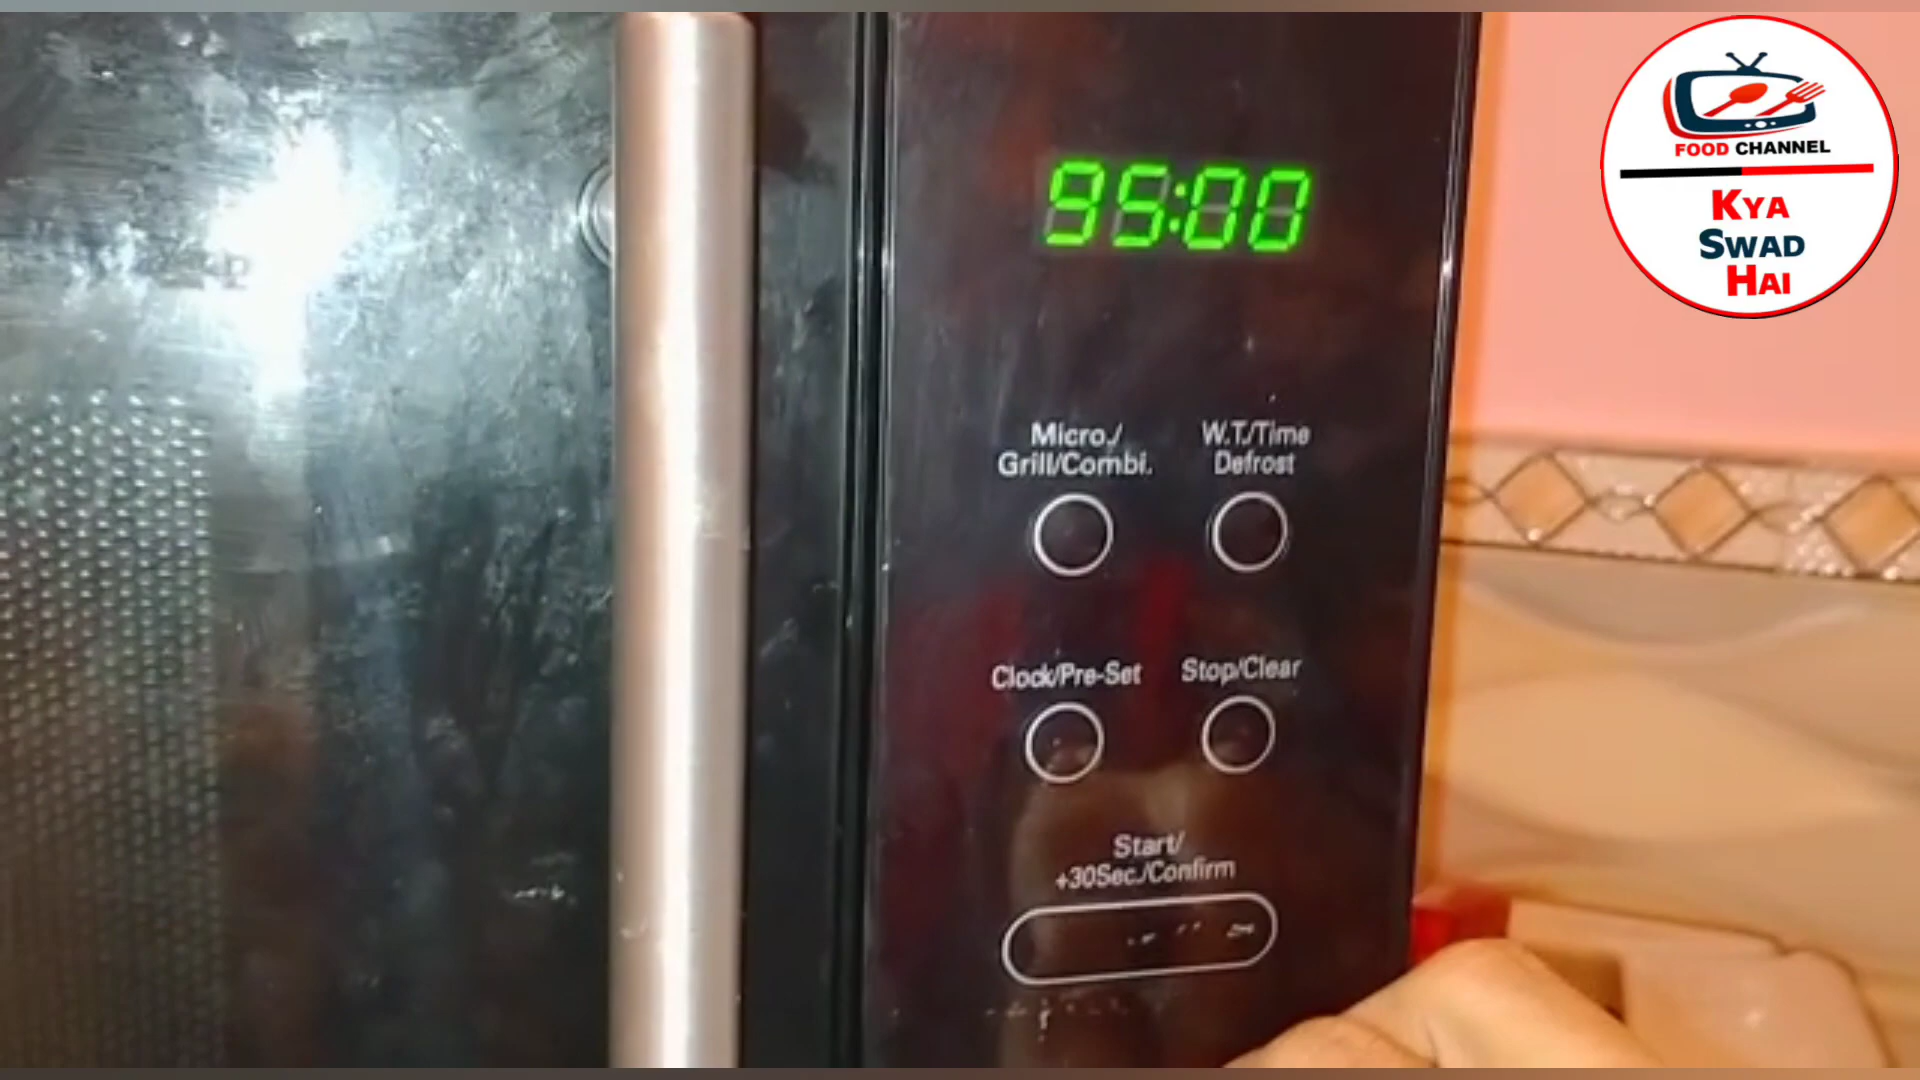 95:00
Micro./
Grill/Combi.
W.T./Time
Defrost
Clock/Pre-Set
Stop/Clear
Start/
+30Sec./Confirm
FOOD CHANNEL
KYA
SWAD
HAI